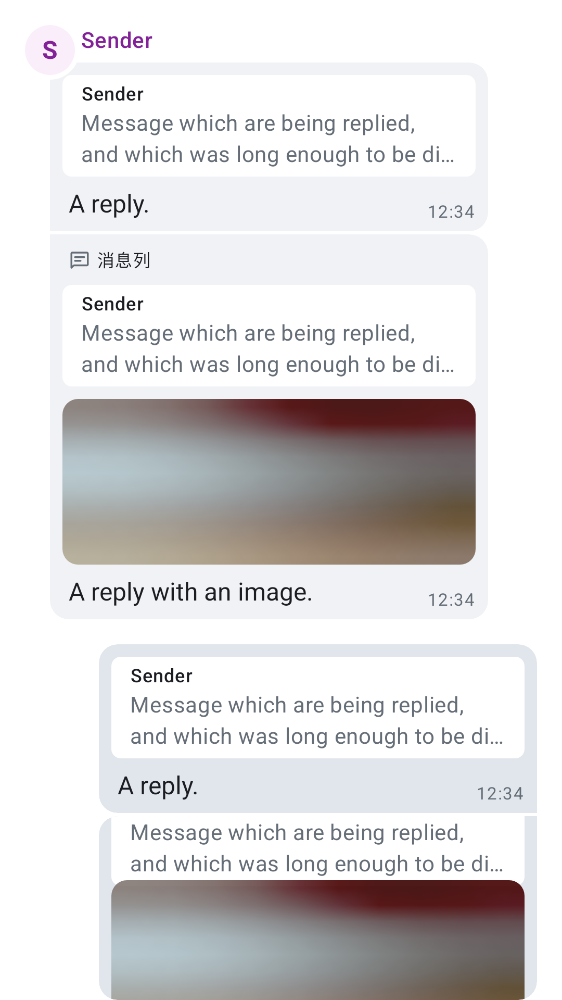 S
Sender
Sender
Message which are being replied,
and which was long enough to be di…
A reply.
12:34
消息列
Sender
Message which are being replied,
and which was long enough to be di…
A reply with an image.
12:34
Sender
Message which are being replied,
and which was long enough to be di…
A reply.
12:34
Message which are being replied,
and which was long enough to be di…